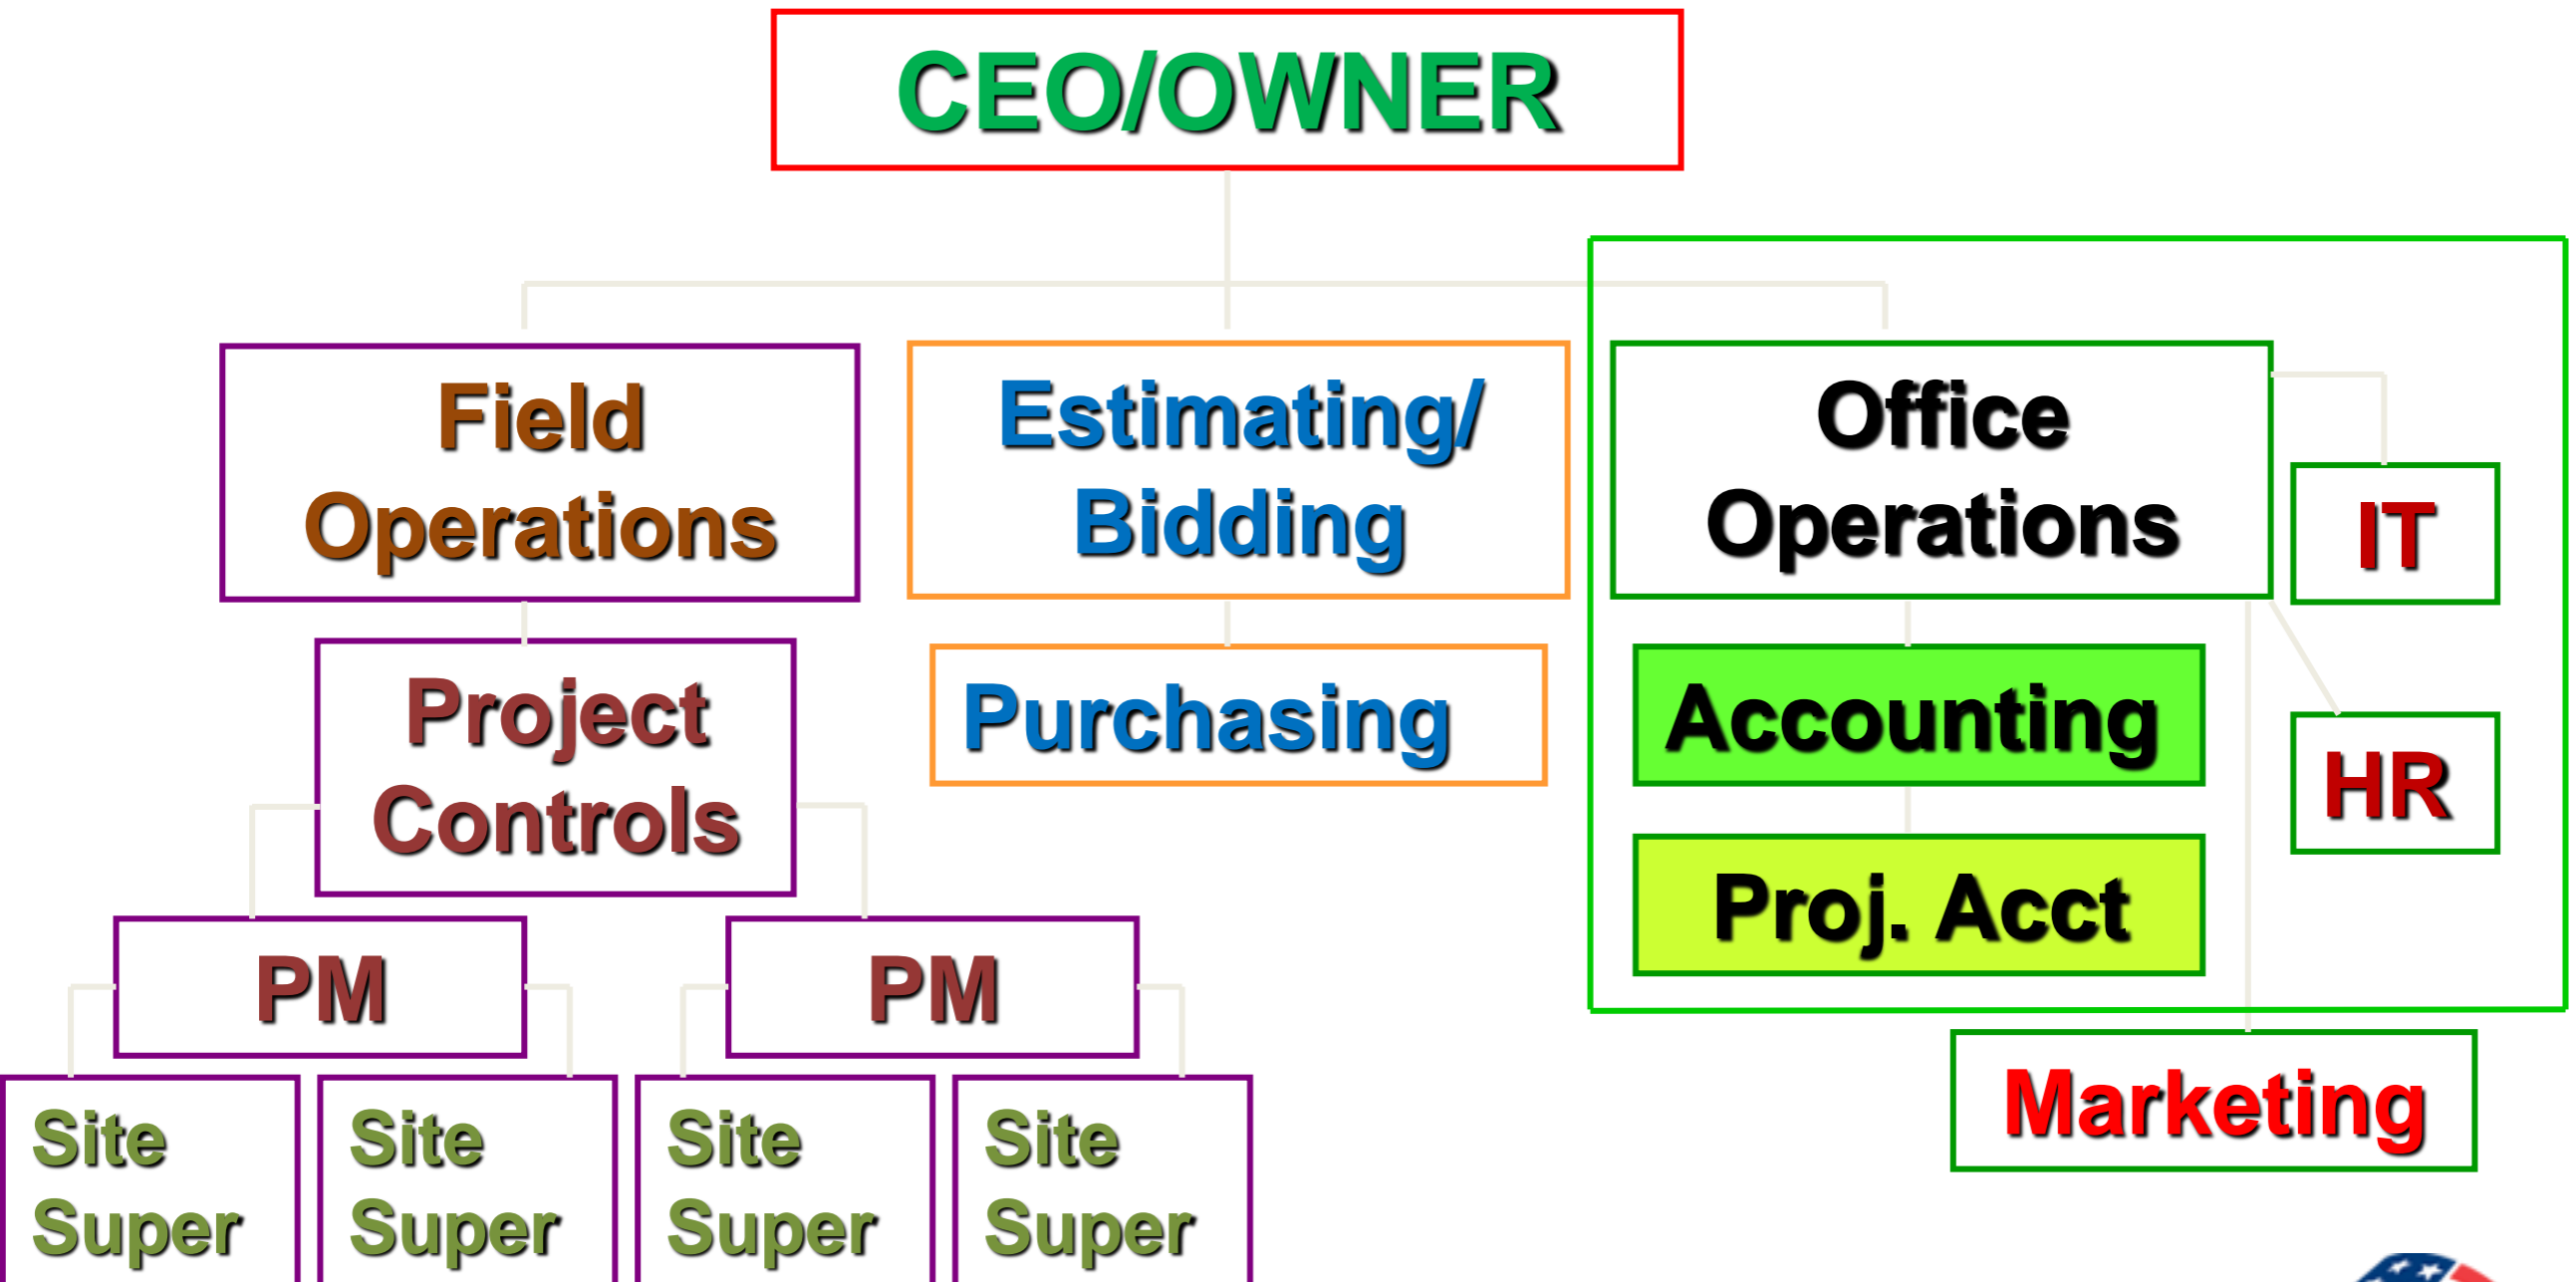 CEO/OWNER
Field
Operations
Estimating/
Bidding
Office
Operations
IT
Project
Controls
Purchasing
Accounting
HR
Proj. Acct
PM
PM
Marketing
Site
Super
Site
Super
Site
Super
Site
Super